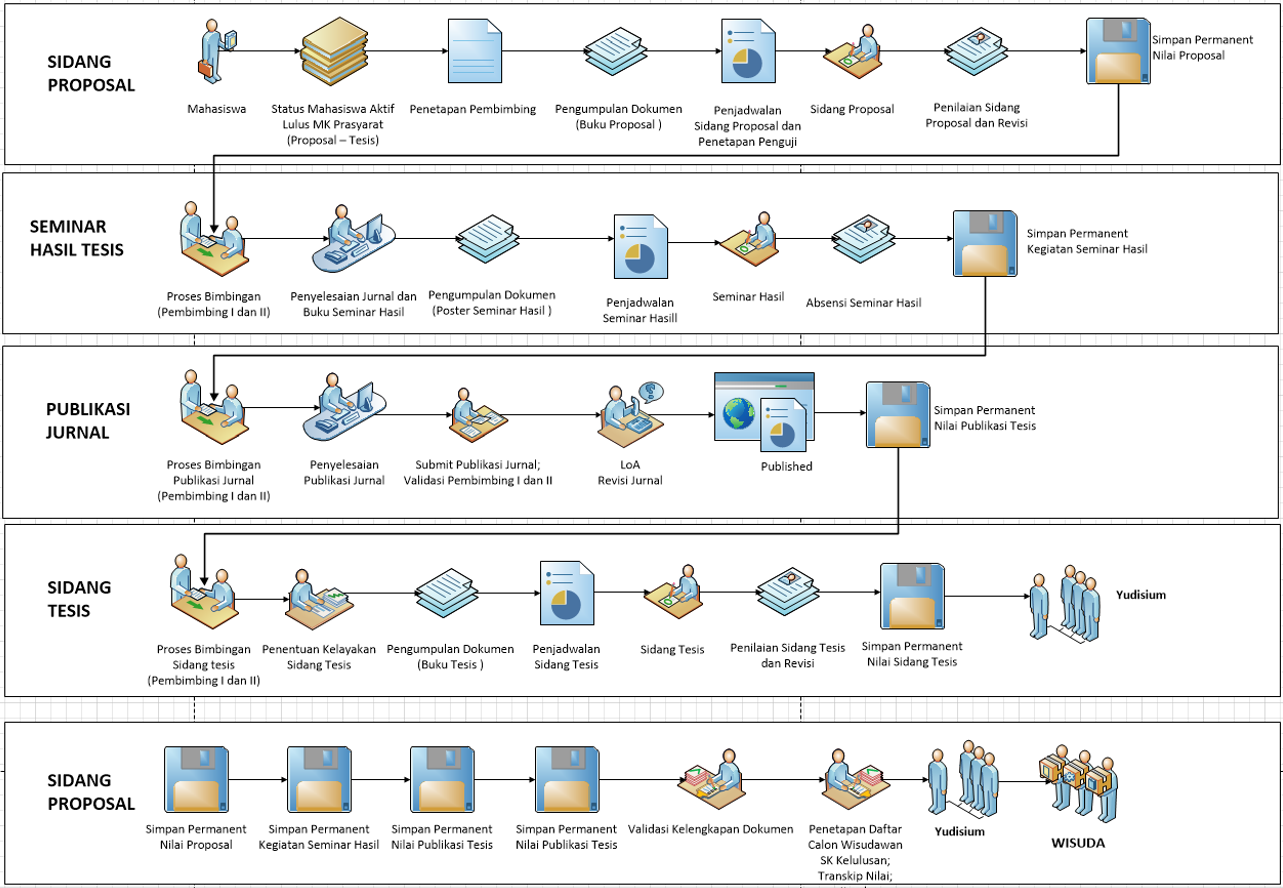 SIDANG
PROPOSAL
Mahasiswa
Status Mahasiswa Aktif
Lulus MK Prasyarat
(Proposal – Tesis)
Penetapan Pembimbing
Pengumpulan Dokumen
(Buku Proposal )
Penjadwalan
Sidang Proposal dan
Penetapan Penguji
Sidang Proposal
Penilaian Sidang
Proposal dan Revisi
Simpan Permanent
Nilai Proposal
SEMINAR
HASIL TESIS
Proses Bimbingan
(Pembimbing I dan II)
Penyelesaian Jurnal dan
Buku Seminar Hasil
Pengumpulan Dokumen
(Poster Seminar Hasil )
Penjadwalan
Seminar Hasill
Seminar Hasil
Absensi Seminar Hasil
Simpan Permanent
Kegiatan Seminar Hasil
PUBLIKASI
JURNAL
Proses Bimbingan
Publikasi Jurnal
(Pembimbing I dan II)
Penyelesaian
Publikasi Jurnal
Submit Publikasi Jurnal;
Validasi Pembimbing I dan II
LoA
Revisi Jurnal
Published
Simpan Permanent
Nilai Publikasi Tesis
SIDANG
TESIS
Proses Bimbingan
Sidang tesis
(Pembimbing I dan II)
Penentuan Kelayakan
Sidang Tesis
Pengumpulan Dokumen
(Buku Tesis )
Penjadwalan
Sidang Tesis
Sidang Tesis
Penilaian Sidang Tesis
dan Revisi
Simpan Permanent
Nilai Sidang Tesis
Yudisium
SIDANG
PROPOSAL
Simpan Permanent
Nilai Proposal
Simpan Permanent
Kegiatan Seminar Hasil
Simpan Permanent
Nilai Publikasi Tesis
Simpan Permanent
Nilai Publikasi Tesis
Validasi Kelengkapan Dokumen
Penetapan Daftar
Calon Wisudawan
SK Kelulusan;
Transkip Nilai;
Yudisium
WISUDA